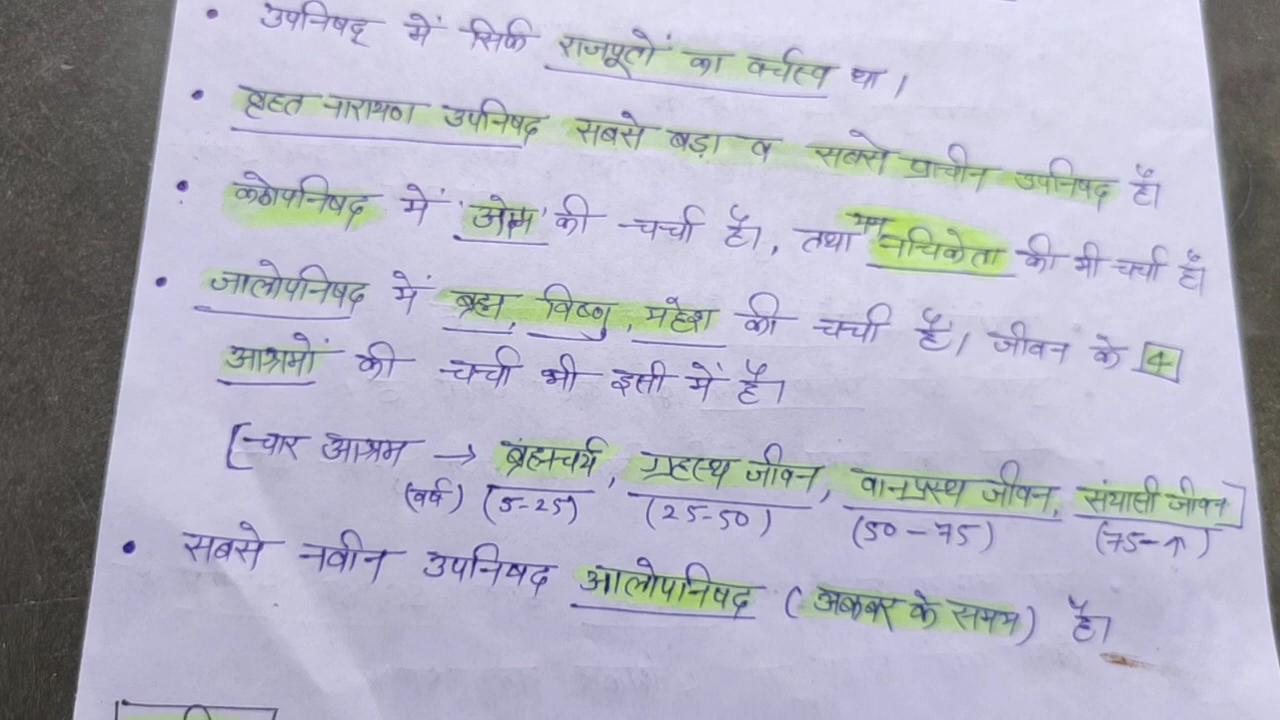 • उपनिषद् में सिर्फ राजपूतों का वर्चस्व था।
• वृहत नारायण उपनिषद सबसे बड़ा व सबसे प्राचीन उपनिषद है।
• कठोपनिषद में 'ओम' की चर्चा है।, तथा यम नचिकेता की भी चर्चा है।
• जालोपनिषद में ब्रह्म, विष्णु, महेश की चर्चा है। जीवन के 4
आश्रमों की चर्चा भी इसी में है।
[चार आश्रम → ब्रह्मचर्य, ग्रहस्थ जीवन, वानप्रस्थ जीवन, संयासी जीवन]
(वर्ष) (5-25) (25-50) (50-75) (75-↑)
• सबसे नवीन उपनिषद आलोपनिषद (अकबर के समय) है।